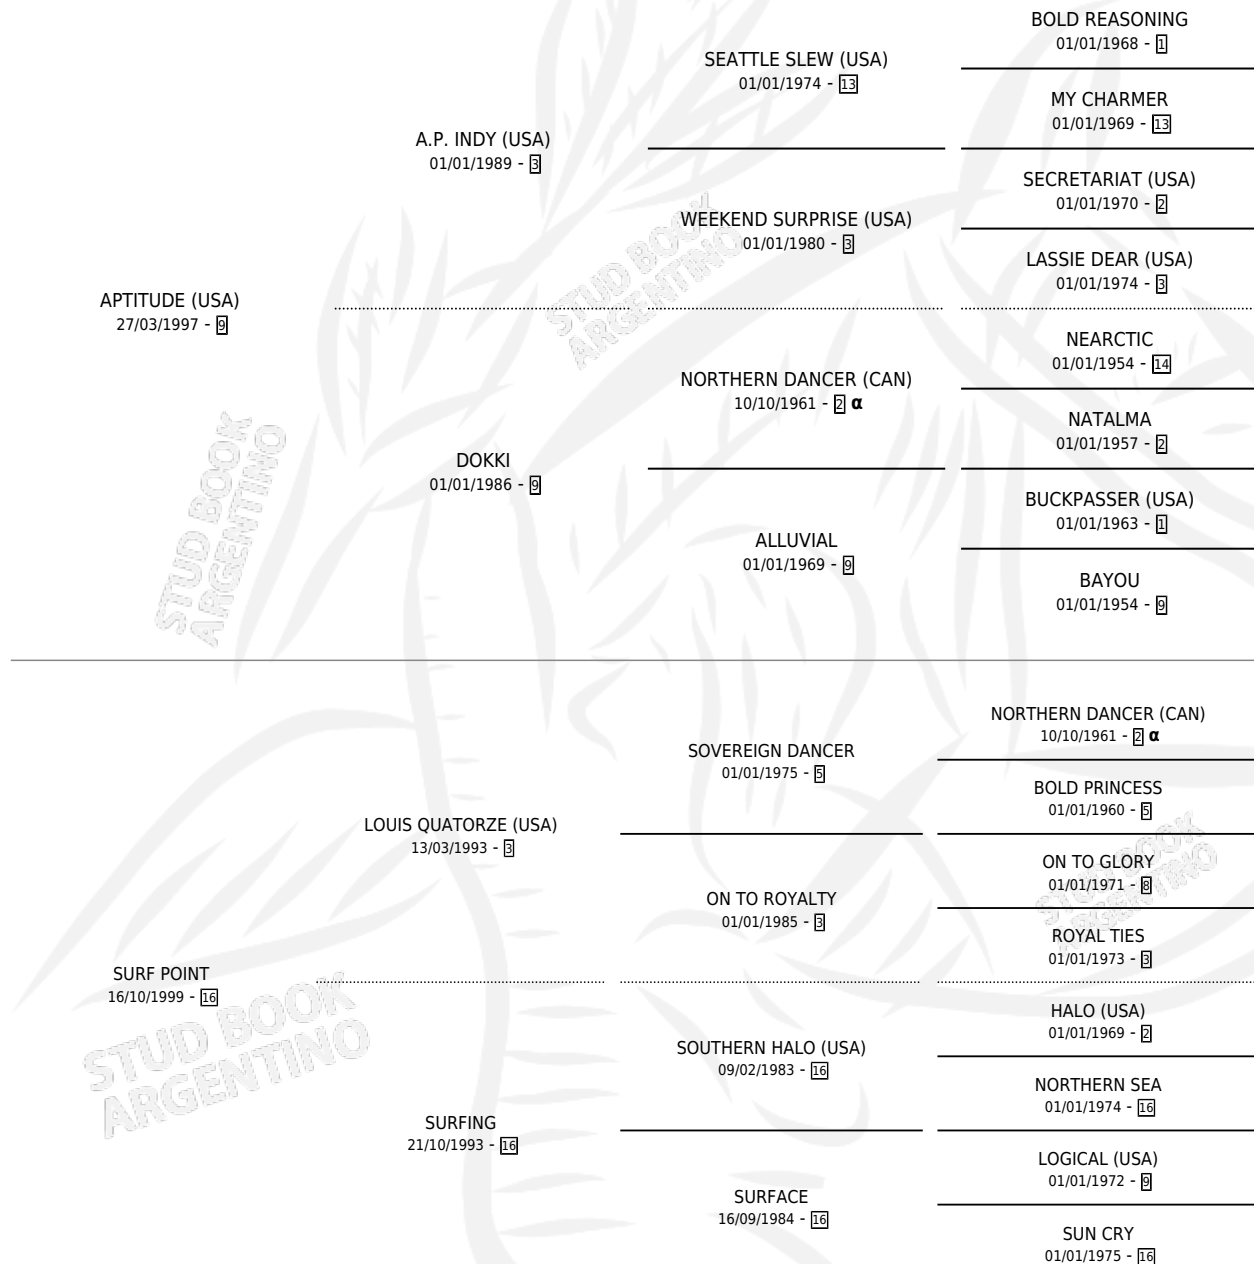 BOLD REASONING
01/01/1968 - 1
SEATTLE SLEW (USA)
01/01/1974 - 13
MY CHARMER
01/01/1969 - 13
A.P. INDY (USA)
01/01/1989 - 3
SECRETARIAT (USA)
01/01/1970 - 2
WEEKEND SURPRISE (USA)
01/01/1980 - 3
LASSIE DEAR (USA)
01/01/1974 - 3
APTITUDE (USA)
27/03/1997 - 9
NEARCTIC
01/01/1954 - 14
NORTHERN DANCER (CAN)
10/10/1961 - 2 α
NATALMA
01/01/1957 - 2
DOKKI
01/01/1986 - 9
BUCKPASSER (USA)
01/01/1963 - 1
ALLUVIAL
01/01/1969 - 9
BAYOU
01/01/1954 - 9
NORTHERN DANCER (CAN)
10/10/1961 - 2 α
SOVEREIGN DANCER
01/01/1975 - 5
BOLD PRINCESS
01/01/1960 - 5
LOUIS QUATORZE (USA)
13/03/1993 - 3
ON TO GLORY
01/01/1971 - 8
ON TO ROYALTY
01/01/1985 - 3
ROYAL TIES
01/01/1973 - 3
SURF POINT
16/10/1999 - 16
HALO (USA)
01/01/1969 - 2
SOUTHERN HALO (USA)
09/02/1983 - 16
NORTHERN SEA
01/01/1974 - 16
SURFING
21/10/1993 - 16
LOGICAL (USA)
01/01/1972 - 9
SURFACE
16/09/1984 - 16
SUN CRY
01/01/1975 - 16
STUD BOOK
ARGENTINO
STUD BOOK
ARGENTINO
STUD BOOK
ARGENTINO
STUD BOOK
ARGENTINO